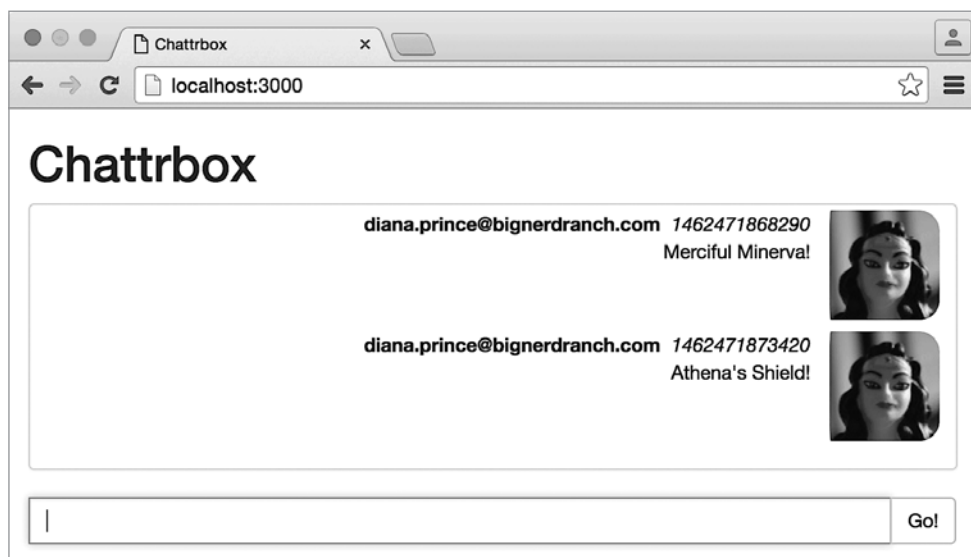 Chattrbox
localhost:3000
Chattrbox
diana.prince@bignerdranch.com 1462471868290
Merciful Minerva!
diana.prince@bignerdranch.com 1462471873420
Athena's Shield!
Go!